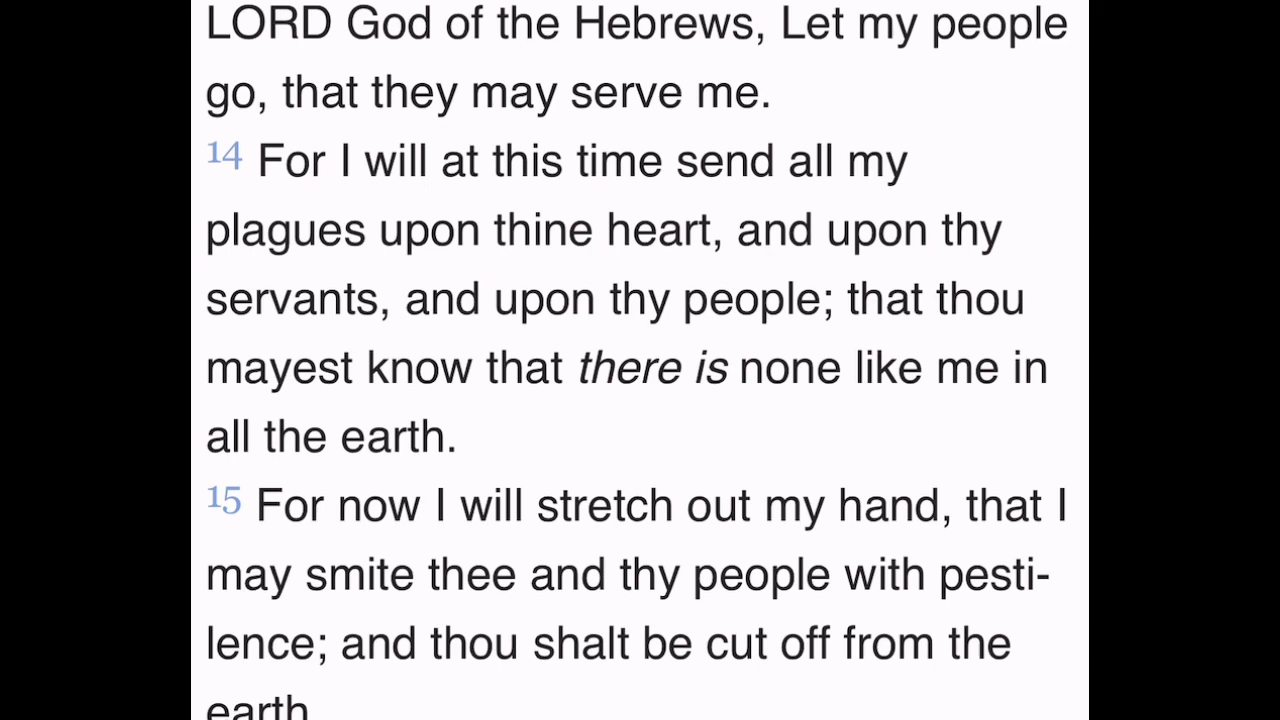 LORD God of the Hebrews, Let my people
go, that they may serve me.
14 For I will at this time send all my
plagues upon thine heart, and upon thy
servants, and upon thy people; that thou
mayest know that there is none like me in
all the earth.
15 For now I will stretch out my hand, that I
may smite thee and thy people with pesti-
lence; and thou shalt be cut off from the
earth